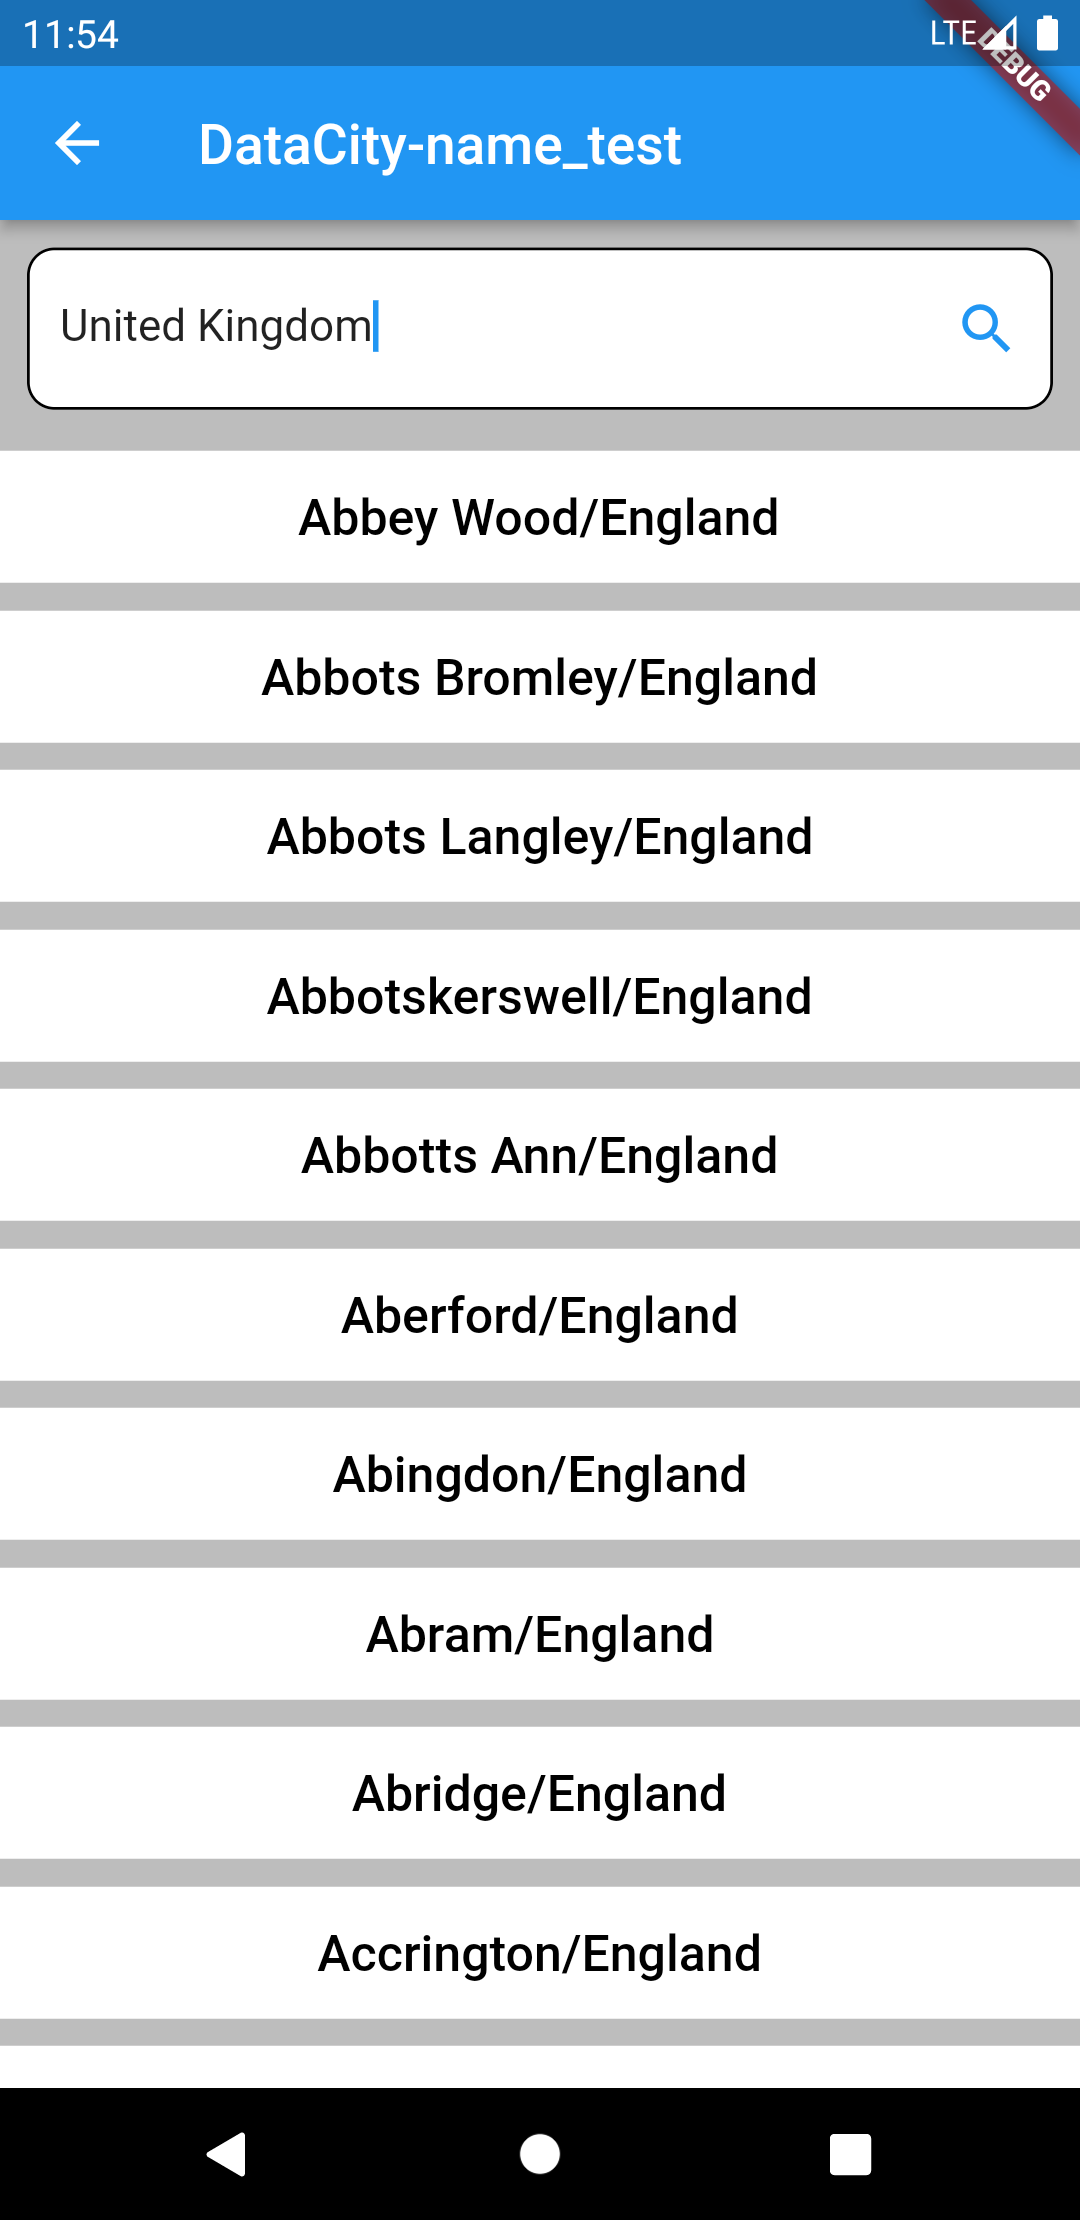 11:54
LTE
DEBUG
DataCity-name_test
United Kingdom
Abbey Wood/England
Abbots Bromley/England
Abbots Langley/England
Abbotskerswell/England
Abbotts Ann/England
Aberford/England
Abingdon/England
Abram/England
Abridge/England
Accrington/England